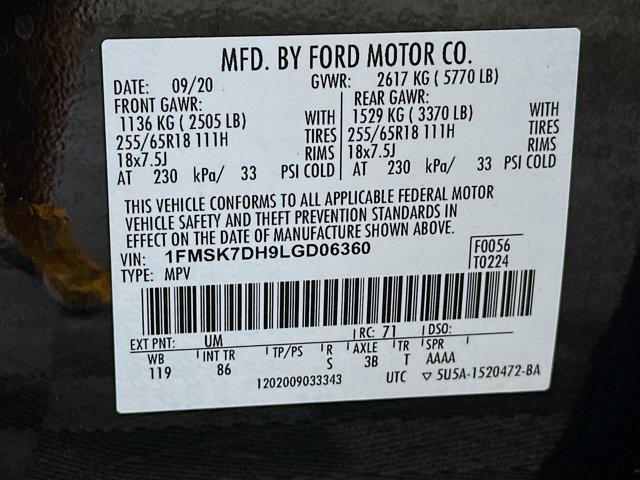 MFD. BY FORD MOTOR CO.
DATE: 09/20 GVWR: 2617 KG ( 5770 LB)
FRONT GAWR: REAR GAWR:
1136 KG ( 2505 LB) WITH 1529 KG ( 3370 LB) WITH
255/65R18 111H TIRES 255/65R18 111H TIRES
18x7.5J RIMS 18x7.5J RIMS
AT 230 kPa/ 33 PSI COLD AT 230 kPa/ 33 PSI COLD
THIS VEHICLE CONFORMS TO ALL APPLICABLE FEDERAL MOTOR
VEHICLE SAFETY AND THEFT PREVENTION STANDARDS IN
EFFECT ON THE DATE OF MANUFACTURE SHOWN ABOVE.
VIN: 1FMSK7DH9LGD06360 F0056
TYPE: MPV T0224
EXT PNT: UM RC: 71 DSO:
WB INT TR TP/PS R AXLE TR SPR
119 86 S 3B T AAAA
1202009033343 UTC ▽ 5U5A-1520472-BA